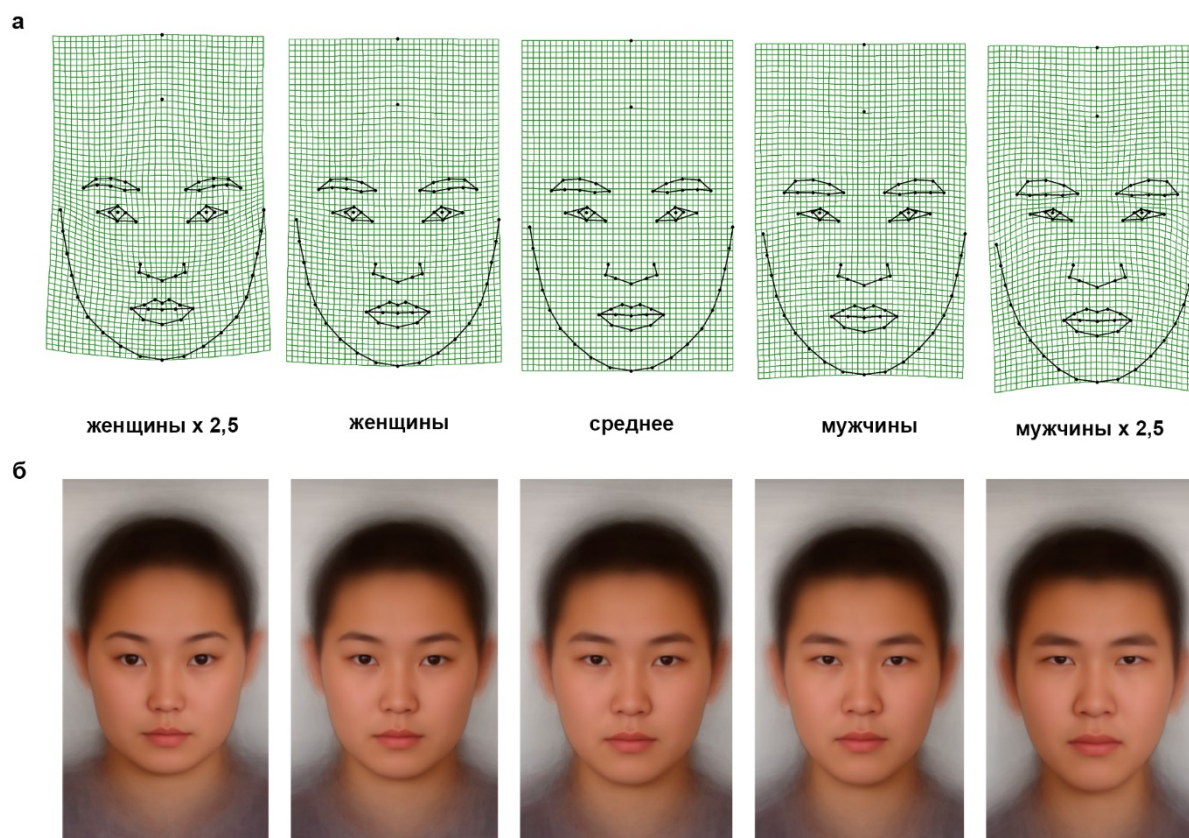 а
женщины x 2,5
женщины
среднее
мужчины
мужчины x 2,5
б